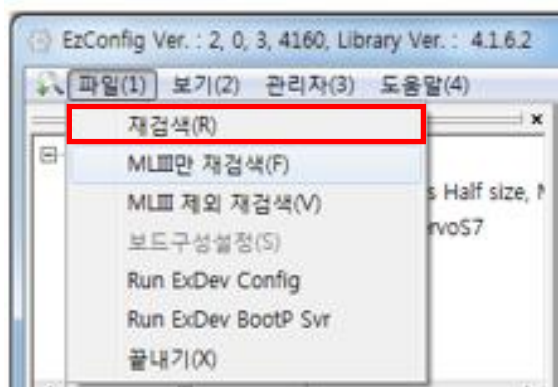 EzConfig Ver. : 2, 0, 3, 4160, Library Ver. : 4.1.6.2
파일(1) 보기(2) 관리자(3) 도움말(4)
재검색(R)
MLⅢ만 재검색(F)
MLⅢ 제외 재검색(V)
s Half size,
보드구성설정(S)
rvoS7
Run ExDev Config
Run ExDev BootP Svr
끝내기(X)